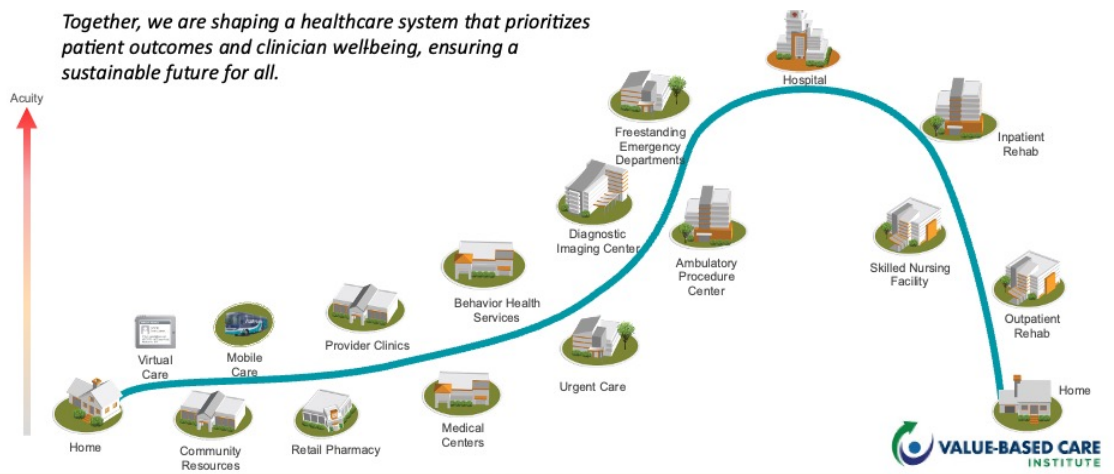 Together, we are shaping a healthcare system that prioritizes
patient outcomes and clinician well-being, ensuring a
sustainable future for all.
Acuity
Hospital
Freestanding
Emergency
Departments
Inpatient
Rehab
Diagnostic
Imaging Center
Ambulatory
Procedure
Center
Skilled Nursing
Facility
Behavior Health
Services
Outpatient
Rehab
Provider Clinics
Mobile
Care
Virtual
Care
Urgent Care
Home
Community
Resources
Retail Pharmacy
Medical
Centers
Home
VALUE-BASED CARE
INSTITUTE